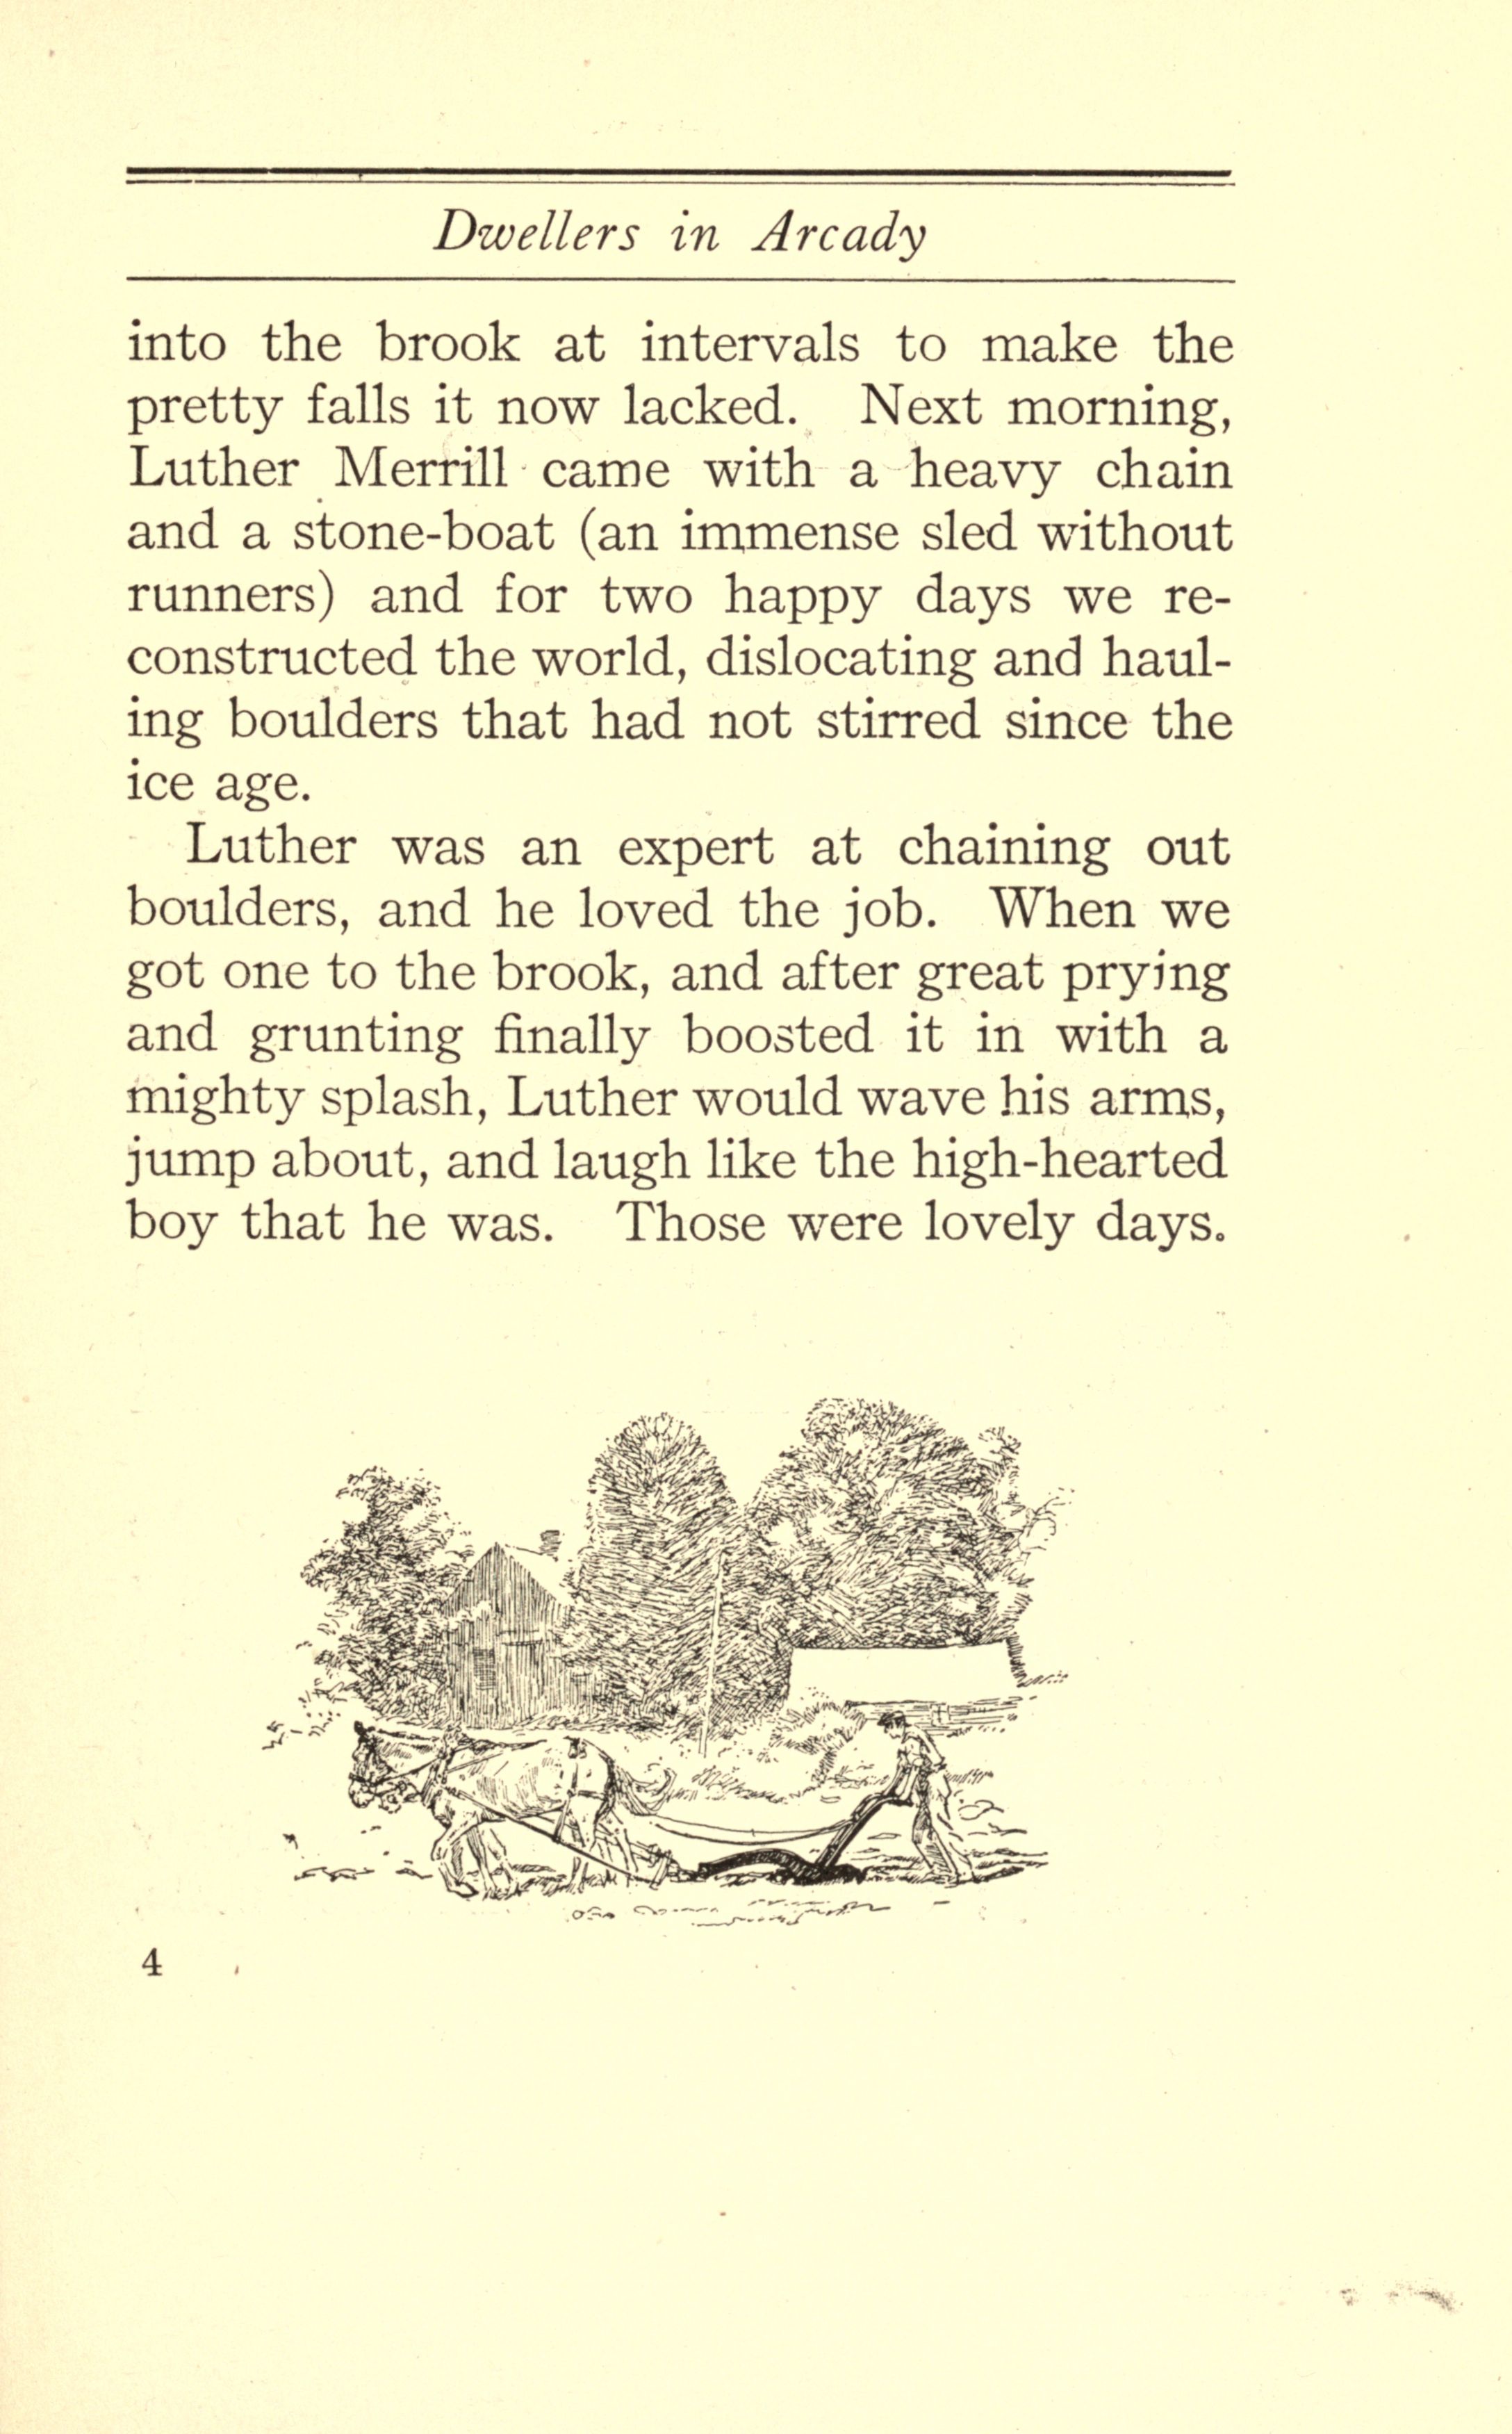 Dwellers in Arcady
into the brook at intervals to make the
pretty falls it now lacked. Next morning,
Luther Merrill came with a heavy chain
and a stone-boat (an immense sled without
runners) and for two happy days we re-
constructed the world, dislocating and haul-
ing boulders that had not stirred since the
ice age.
Luther was an expert at chaining out
boulders, and he loved the job. When we
got one to the brook, and after great prying
and grunting finally boosted it in with a
mighty splash, Luther would wave his arms,
jump about, and laugh like the high-hearted
boy that he was. Those were lovely days.
4